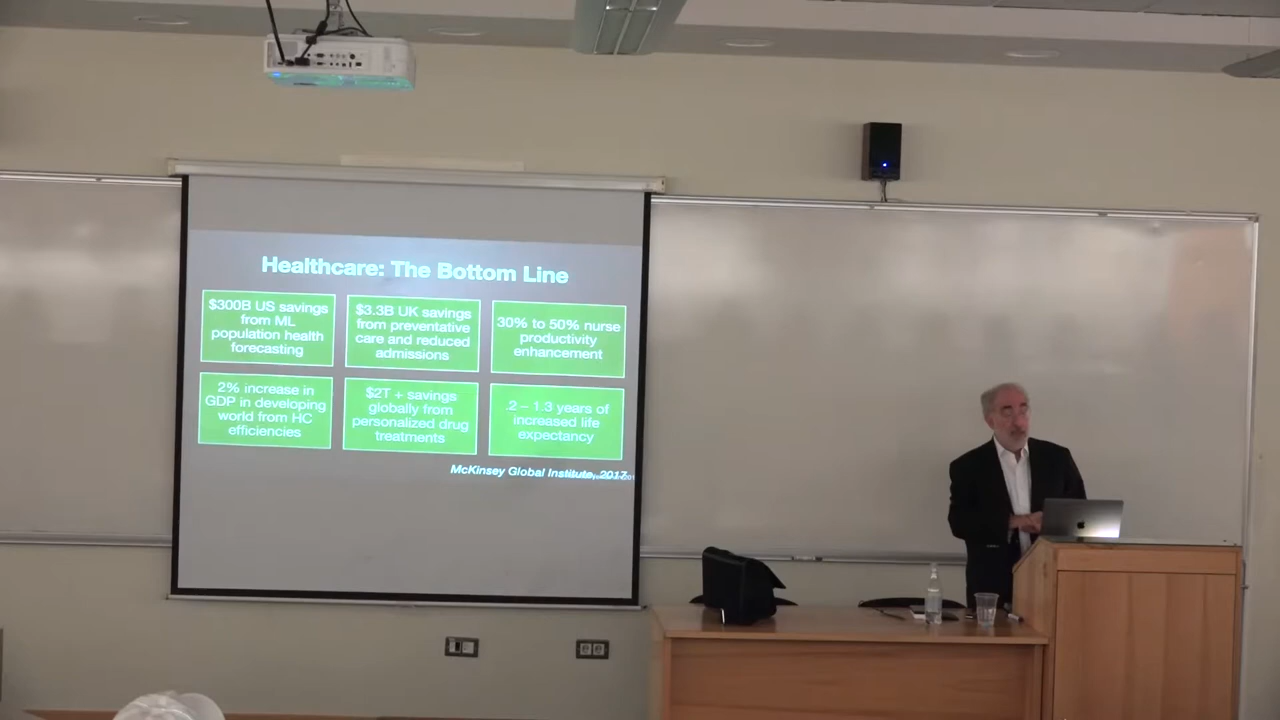 Healthcare: The Bottom Line
$300B US savings
from ML
population health
forecasting
$3.3B UK savings
from preventative
care and reduced
admissions
30% to 50% nurse
productivity
enhancement
2% increase in
GDP in developing
world from HC
efficiencies
$2T + savings
globally from
personalized drug
treatments
.2 – 1.3 years of
increased life
expectancy
McKinsey Global Institute, 2017